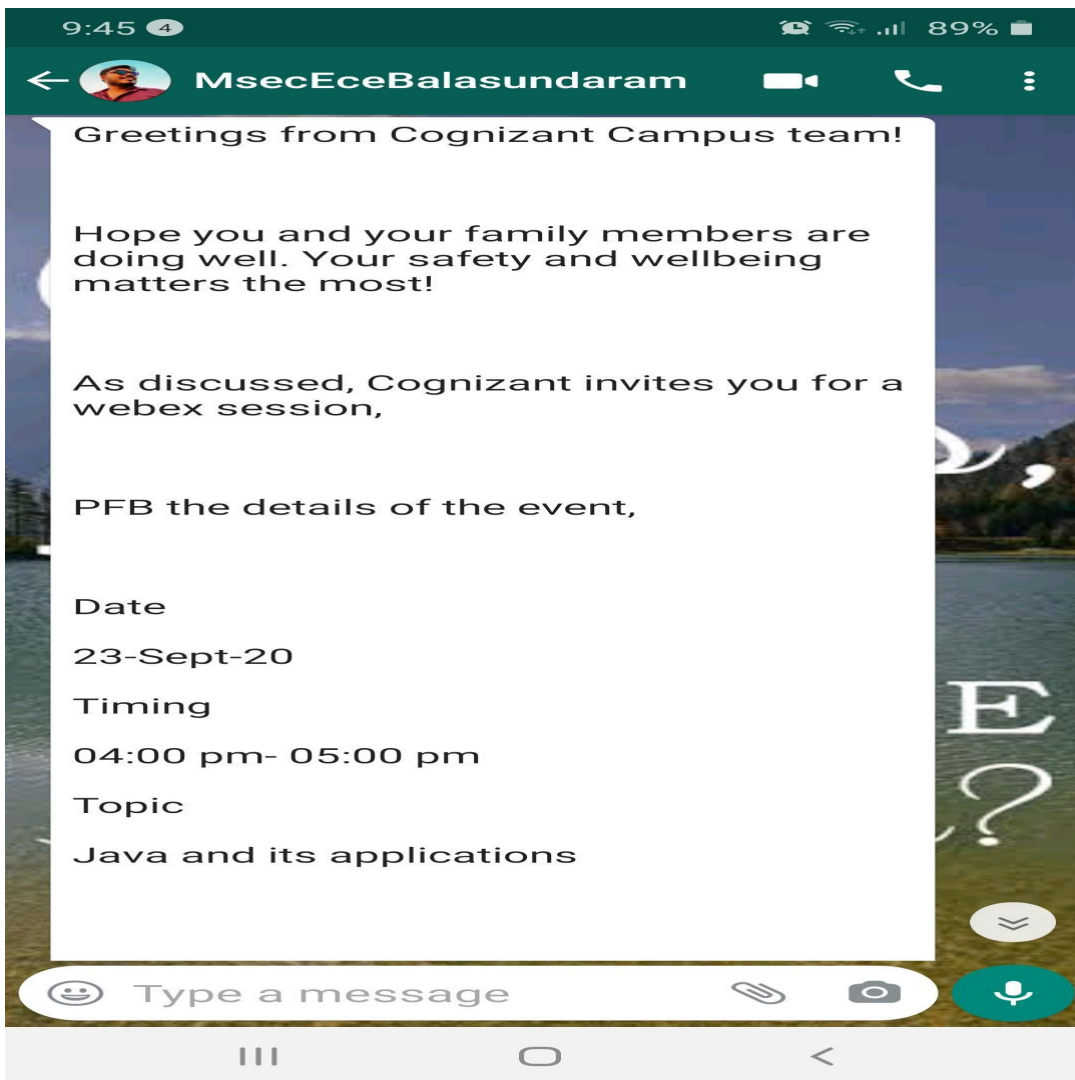 9:45 4 89%
MsecEceBalasundaram
Greetings from Cognizant Campus team!
Hope you and your family members are
doing well. Your safety and wellbeing
matters the most!
As discussed, Cognizant invites you for a
webex session,
PFB the details of the event,
Date
23-Sept-20
Timing
04:00 pm- 05:00 pm
Topic
Java and its applications
E
?
Type a message